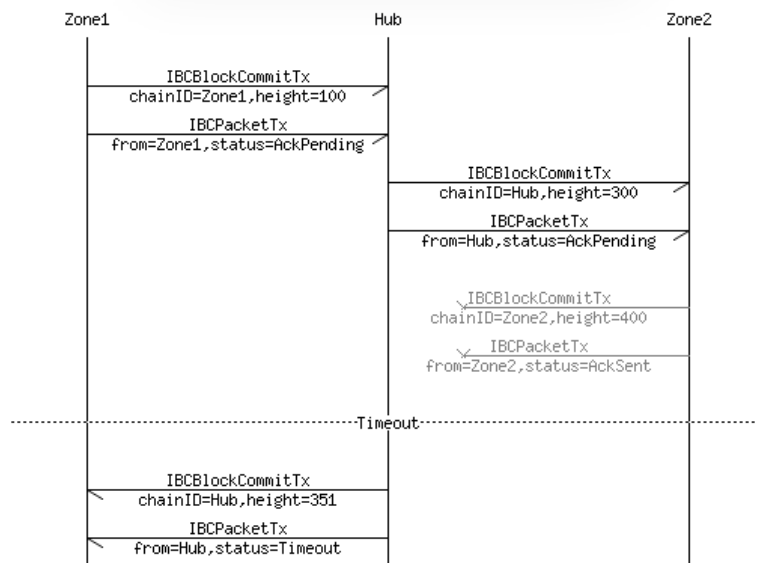 Zone1 Hub Zone2
IBCBlockCommitTx
chainID=Zone1,height=100
IBCPacketTx
from=Zone1,status=AckPending
IBCBlockCommitTx
chainID=Hub,height=300
IBCPacketTx
from=Hub,status=AckPending
IBCBlockCommitTx
chainID=Zone2,height=400
IBCPacketTx
from=Zone2,status=AckSent
Timeout
IBCBlockCommitTx
chainID=Hub,height=351
IBCPacketTx
from=Hub,status=Timeout